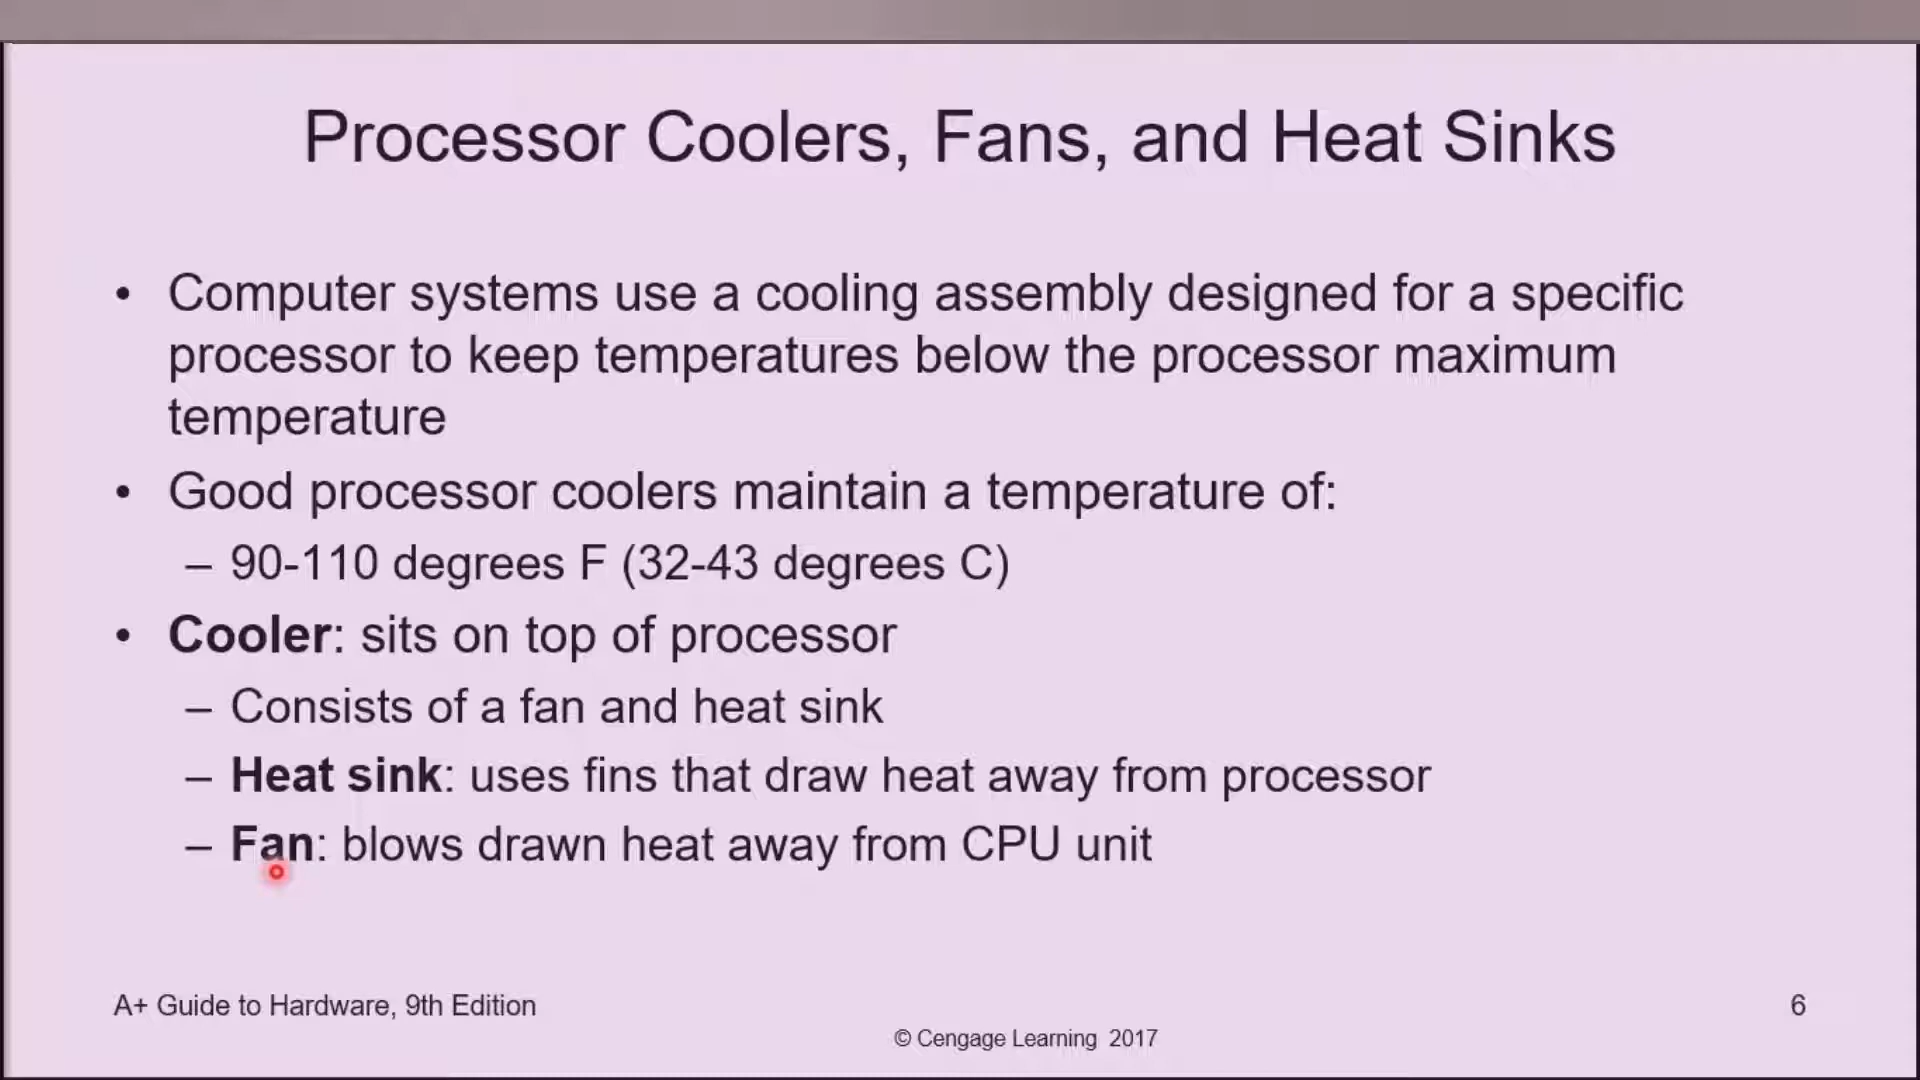 Processor Coolers, Fans, and Heat Sinks
• Computer systems use a cooling assembly designed for a specific
processor to keep temperatures below the processor maximum
temperature
• Good processor coolers maintain a temperature of:
– 90-110 degrees F (32-43 degrees C)
• Cooler: sits on top of processor
– Consists of a fan and heat sink
– Heat sink: uses fins that draw heat away from processor
– Fan: blows drawn heat away from CPU unit
A+ Guide to Hardware, 9th Edition
6
© Cengage Learning 2017